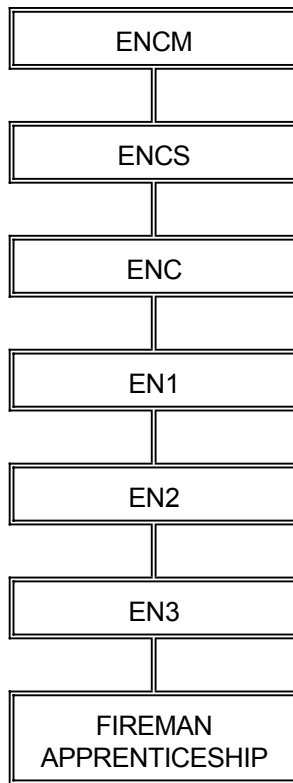 ENCM
ENCS
ENC
EN1
EN2
EN3
FIREMAN
APPRENTICESHIP